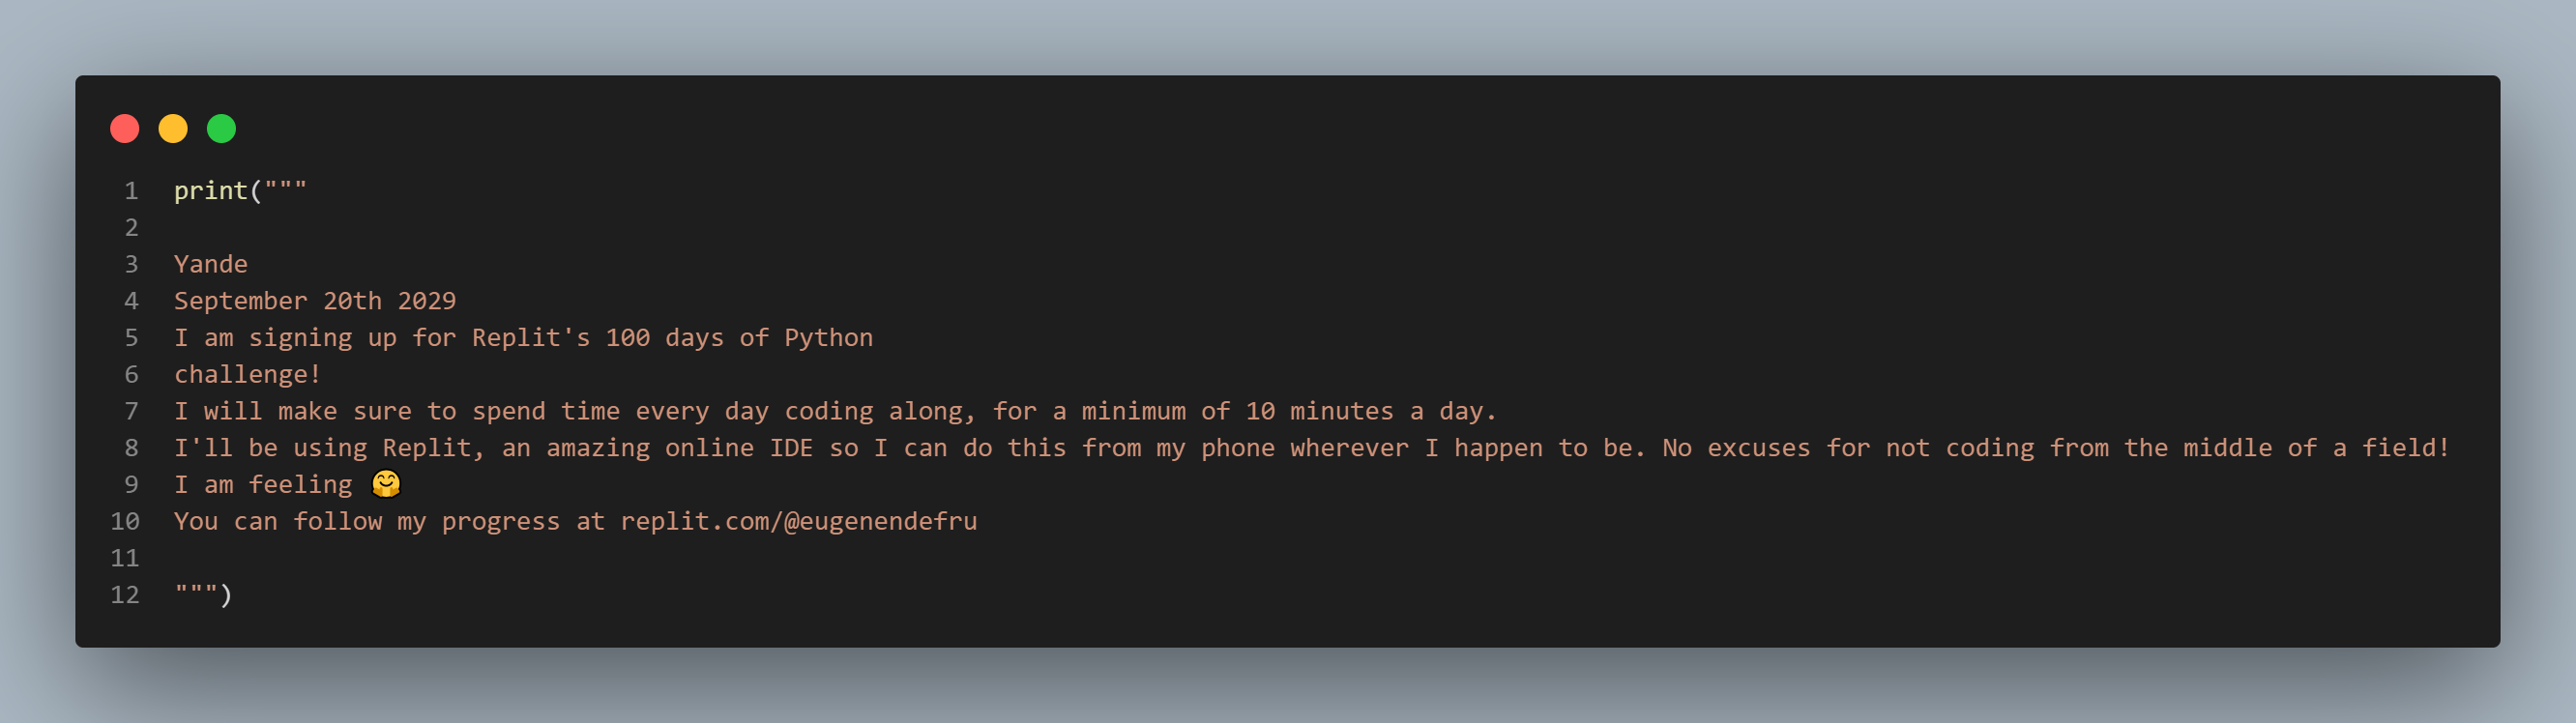 1 print("""
2
3 Yande
4 September 20th 2029
5 I am signing up for Replit's 100 days of Python
6 challenge!
7 I will make sure to spend time every day coding along, for a minimum of 10 minutes a day.
8 I'll be using Replit, an amazing online IDE so I can do this from my phone wherever I happen to be. No excuses for not coding from the middle of a field!
9 I am feeling 🤗
10 You can follow my progress at replit.com/@eugenendefru
11
12 """)